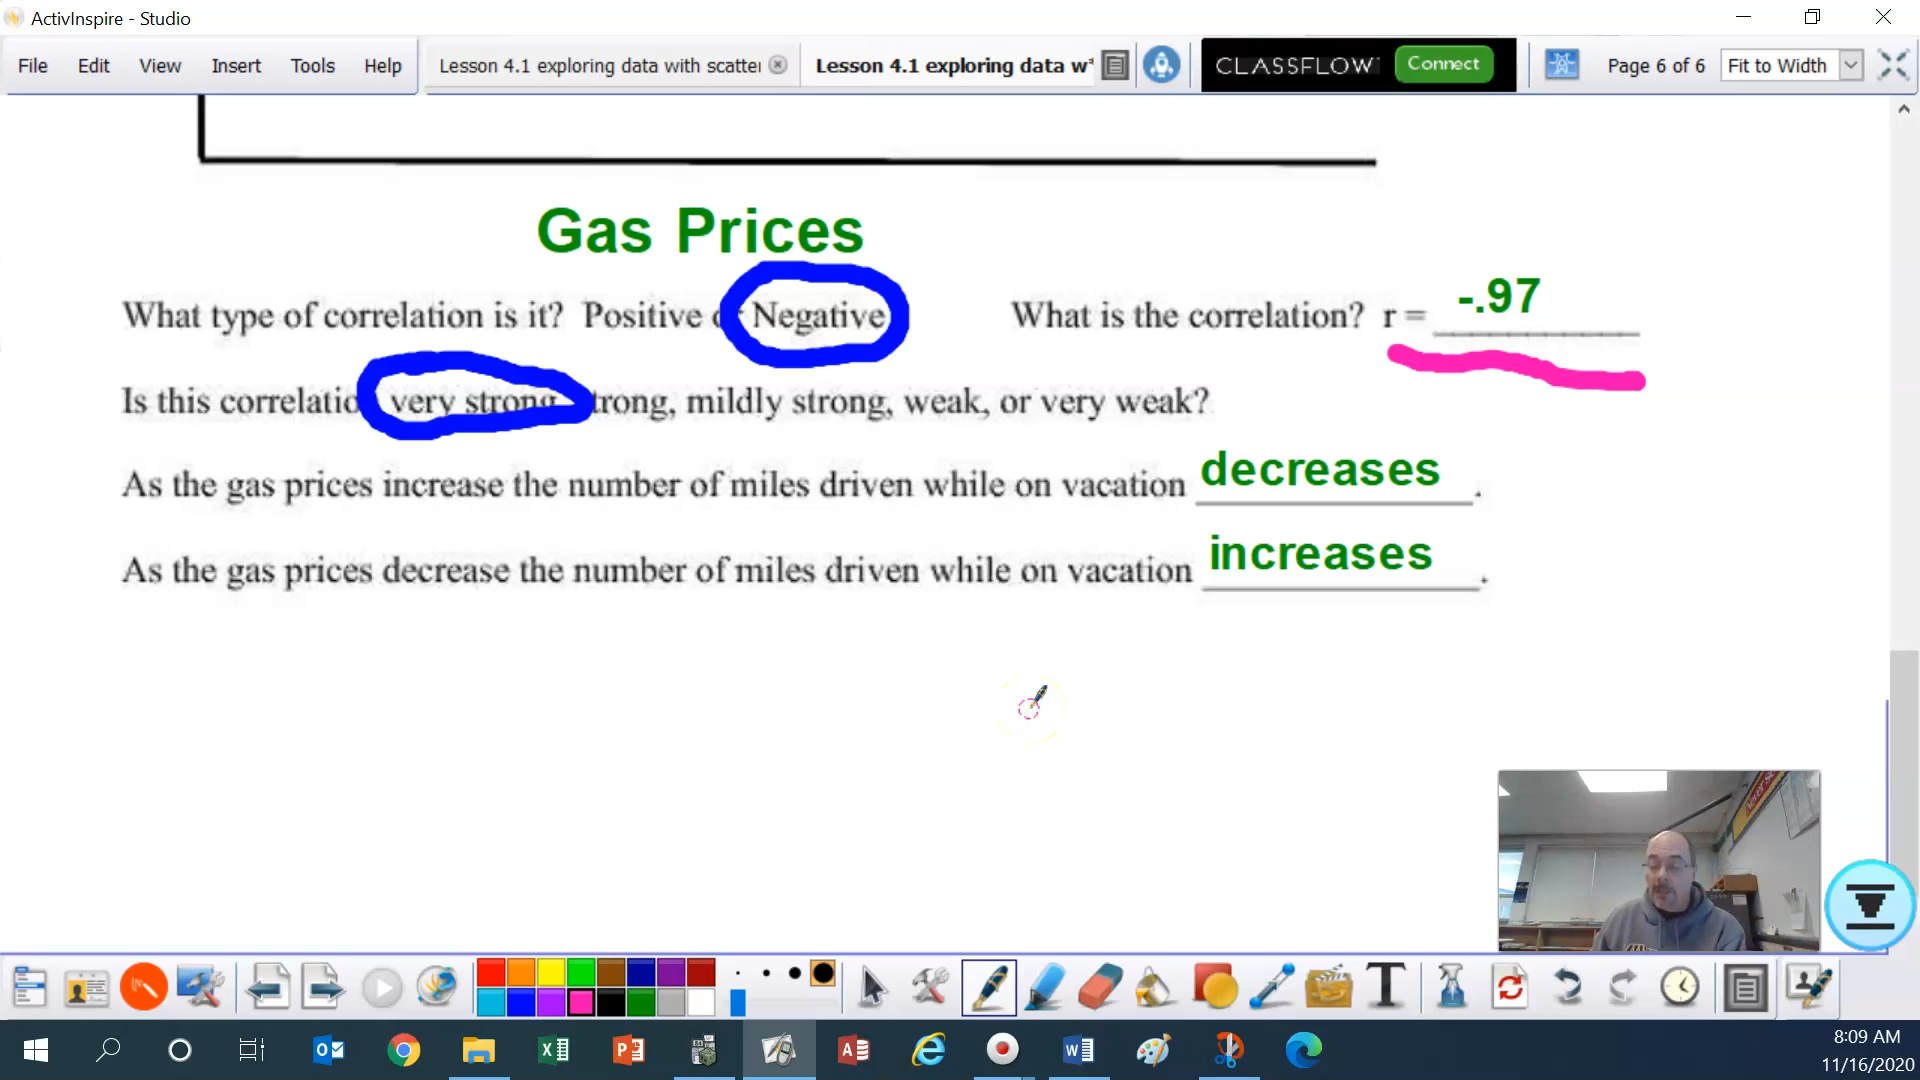 ActivInspire - Studio
File Edit View Insert Tools Help
Lesson 4.1 exploring data with scatter
Lesson 4.1 exploring data w*
CLASSFLOW Connect
Page 6 of 6 Fit to Width
Gas Prices
What type of correlation is it? Positive or Negative What is the correlation? r = -.97
Is this correlation very strong, strong, mildly strong, weak, or very weak?
As the gas prices increase the number of miles driven while on vacation decreases.
As the gas prices decrease the number of miles driven while on vacation increases.
8:09 AM
11/16/2020